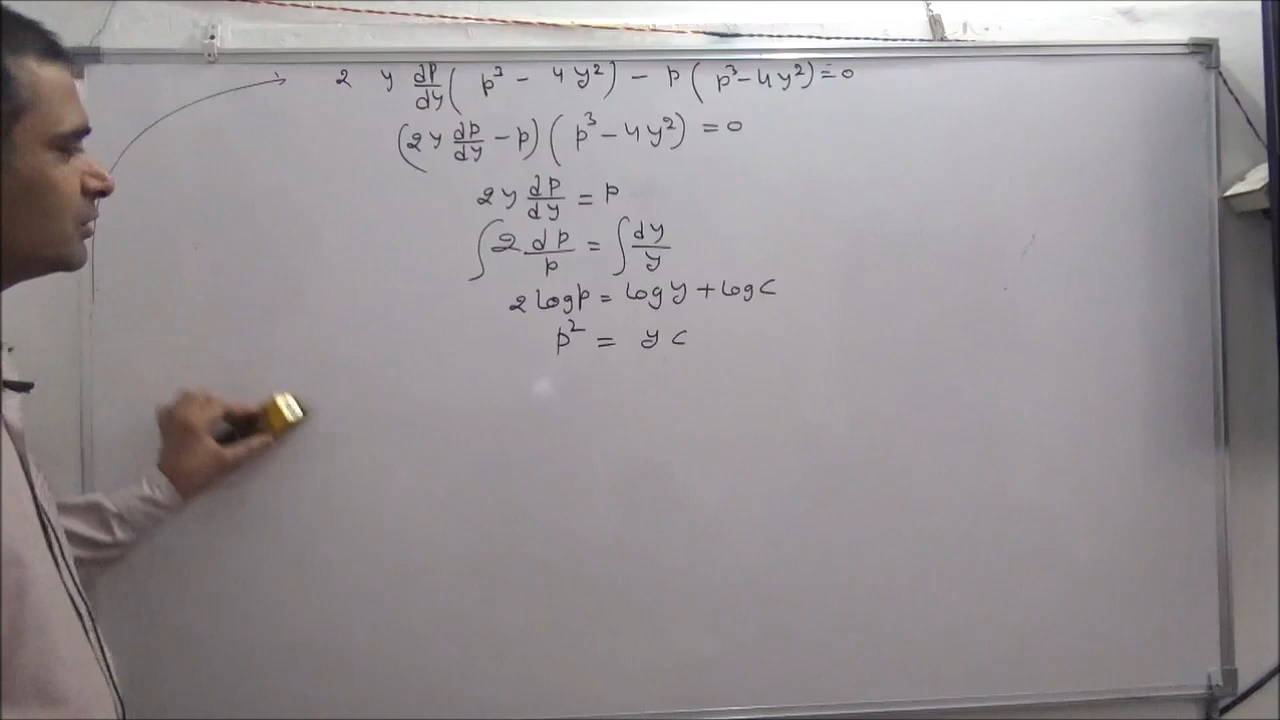 2 y dp/dy ( p³ - 4y² ) - p ( p³ - 4y² ) = 0
( 2y dp/dy - p ) ( p³ - 4y² ) = 0
2y dp/dy = p
∫ 2 dp/p = ∫ dy/y
2 log p = log y + log c
p² = y c